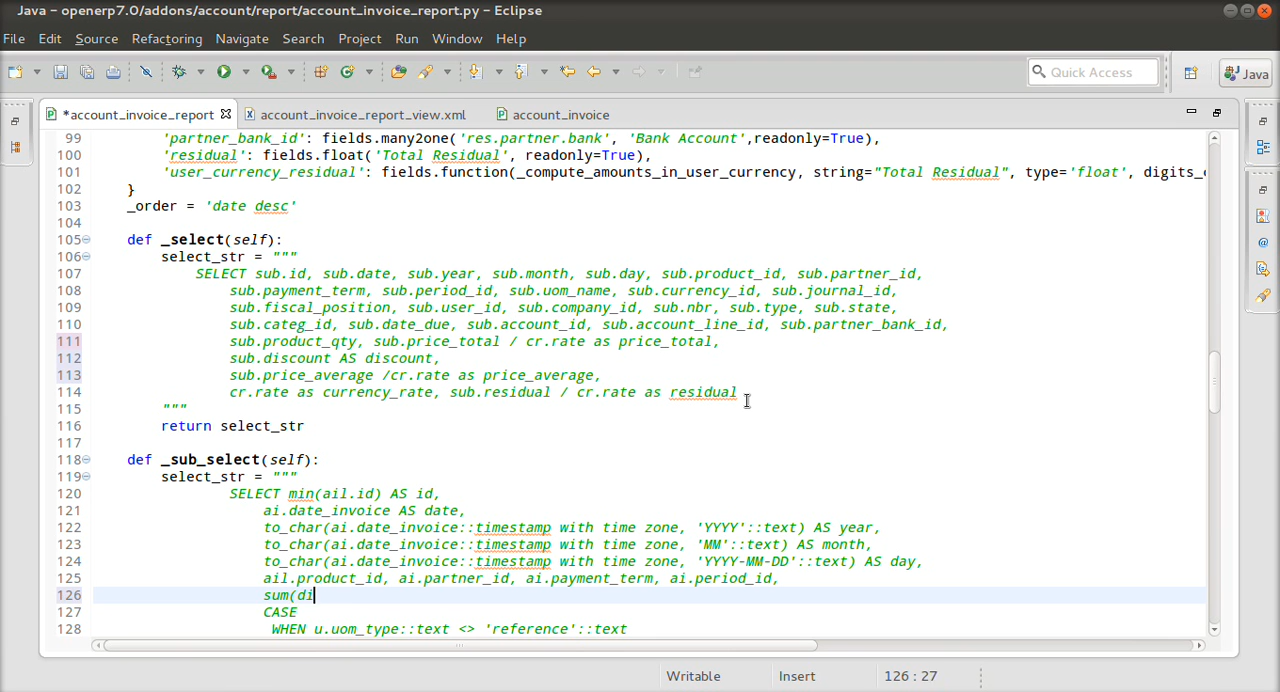 Java – openerp7.0/addons/account/report/account_invoice_report.py – Eclipse
File Edit Source Refactoring Navigate Search Project Run Window Help
Quick Access
Java
*account_invoice_report
account_invoice_report_view.xml
account_invoice
99 'partner_bank_id': fields.many2one('res.partner.bank', 'Bank Account',readonly=True),
100 'residual': fields.float('Total Residual', readonly=True),
101 'user_currency_residual': fields.function(_compute_amounts_in_user_currency, string="Total Residual", type='float', digits_c
102 }
103 _order = 'date desc'
104
105 def _select(self):
106 select_str = """
107 SELECT sub.id, sub.date, sub.year, sub.month, sub.day, sub.product_id, sub.partner_id,
108 sub.payment_term, sub.period_id, sub.uom_name, sub.currency_id, sub.journal_id,
109 sub.fiscal_position, sub.user_id, sub.company_id, sub.nbr, sub.type, sub.state,
110 sub.categ_id, sub.date_due, sub.account_id, sub.account_line_id, sub.partner_bank_id,
111 sub.product_qty, sub.price_total / cr.rate as price_total,
112 sub.discount AS discount,
113 sub.price_average /cr.rate as price_average,
114 cr.rate as currency_rate, sub.residual / cr.rate as residual
115 """
116 return select_str
117
118 def _sub_select(self):
119 select_str = """
120 SELECT min(ail.id) AS id,
121 ai.date_invoice AS date,
122 to_char(ai.date_invoice::timestamp with time zone, 'YYYY'::text) AS year,
123 to_char(ai.date_invoice::timestamp with time zone, 'MM'::text) AS month,
124 to_char(ai.date_invoice::timestamp with time zone, 'YYYY-MM-DD'::text) AS day,
125 ail.product_id, ai.partner_id, ai.payment_term, ai.period_id,
126 sum(di
127 CASE
128 WHEN u.uom_type::text <> 'reference'::text
Writable Insert 126 : 27